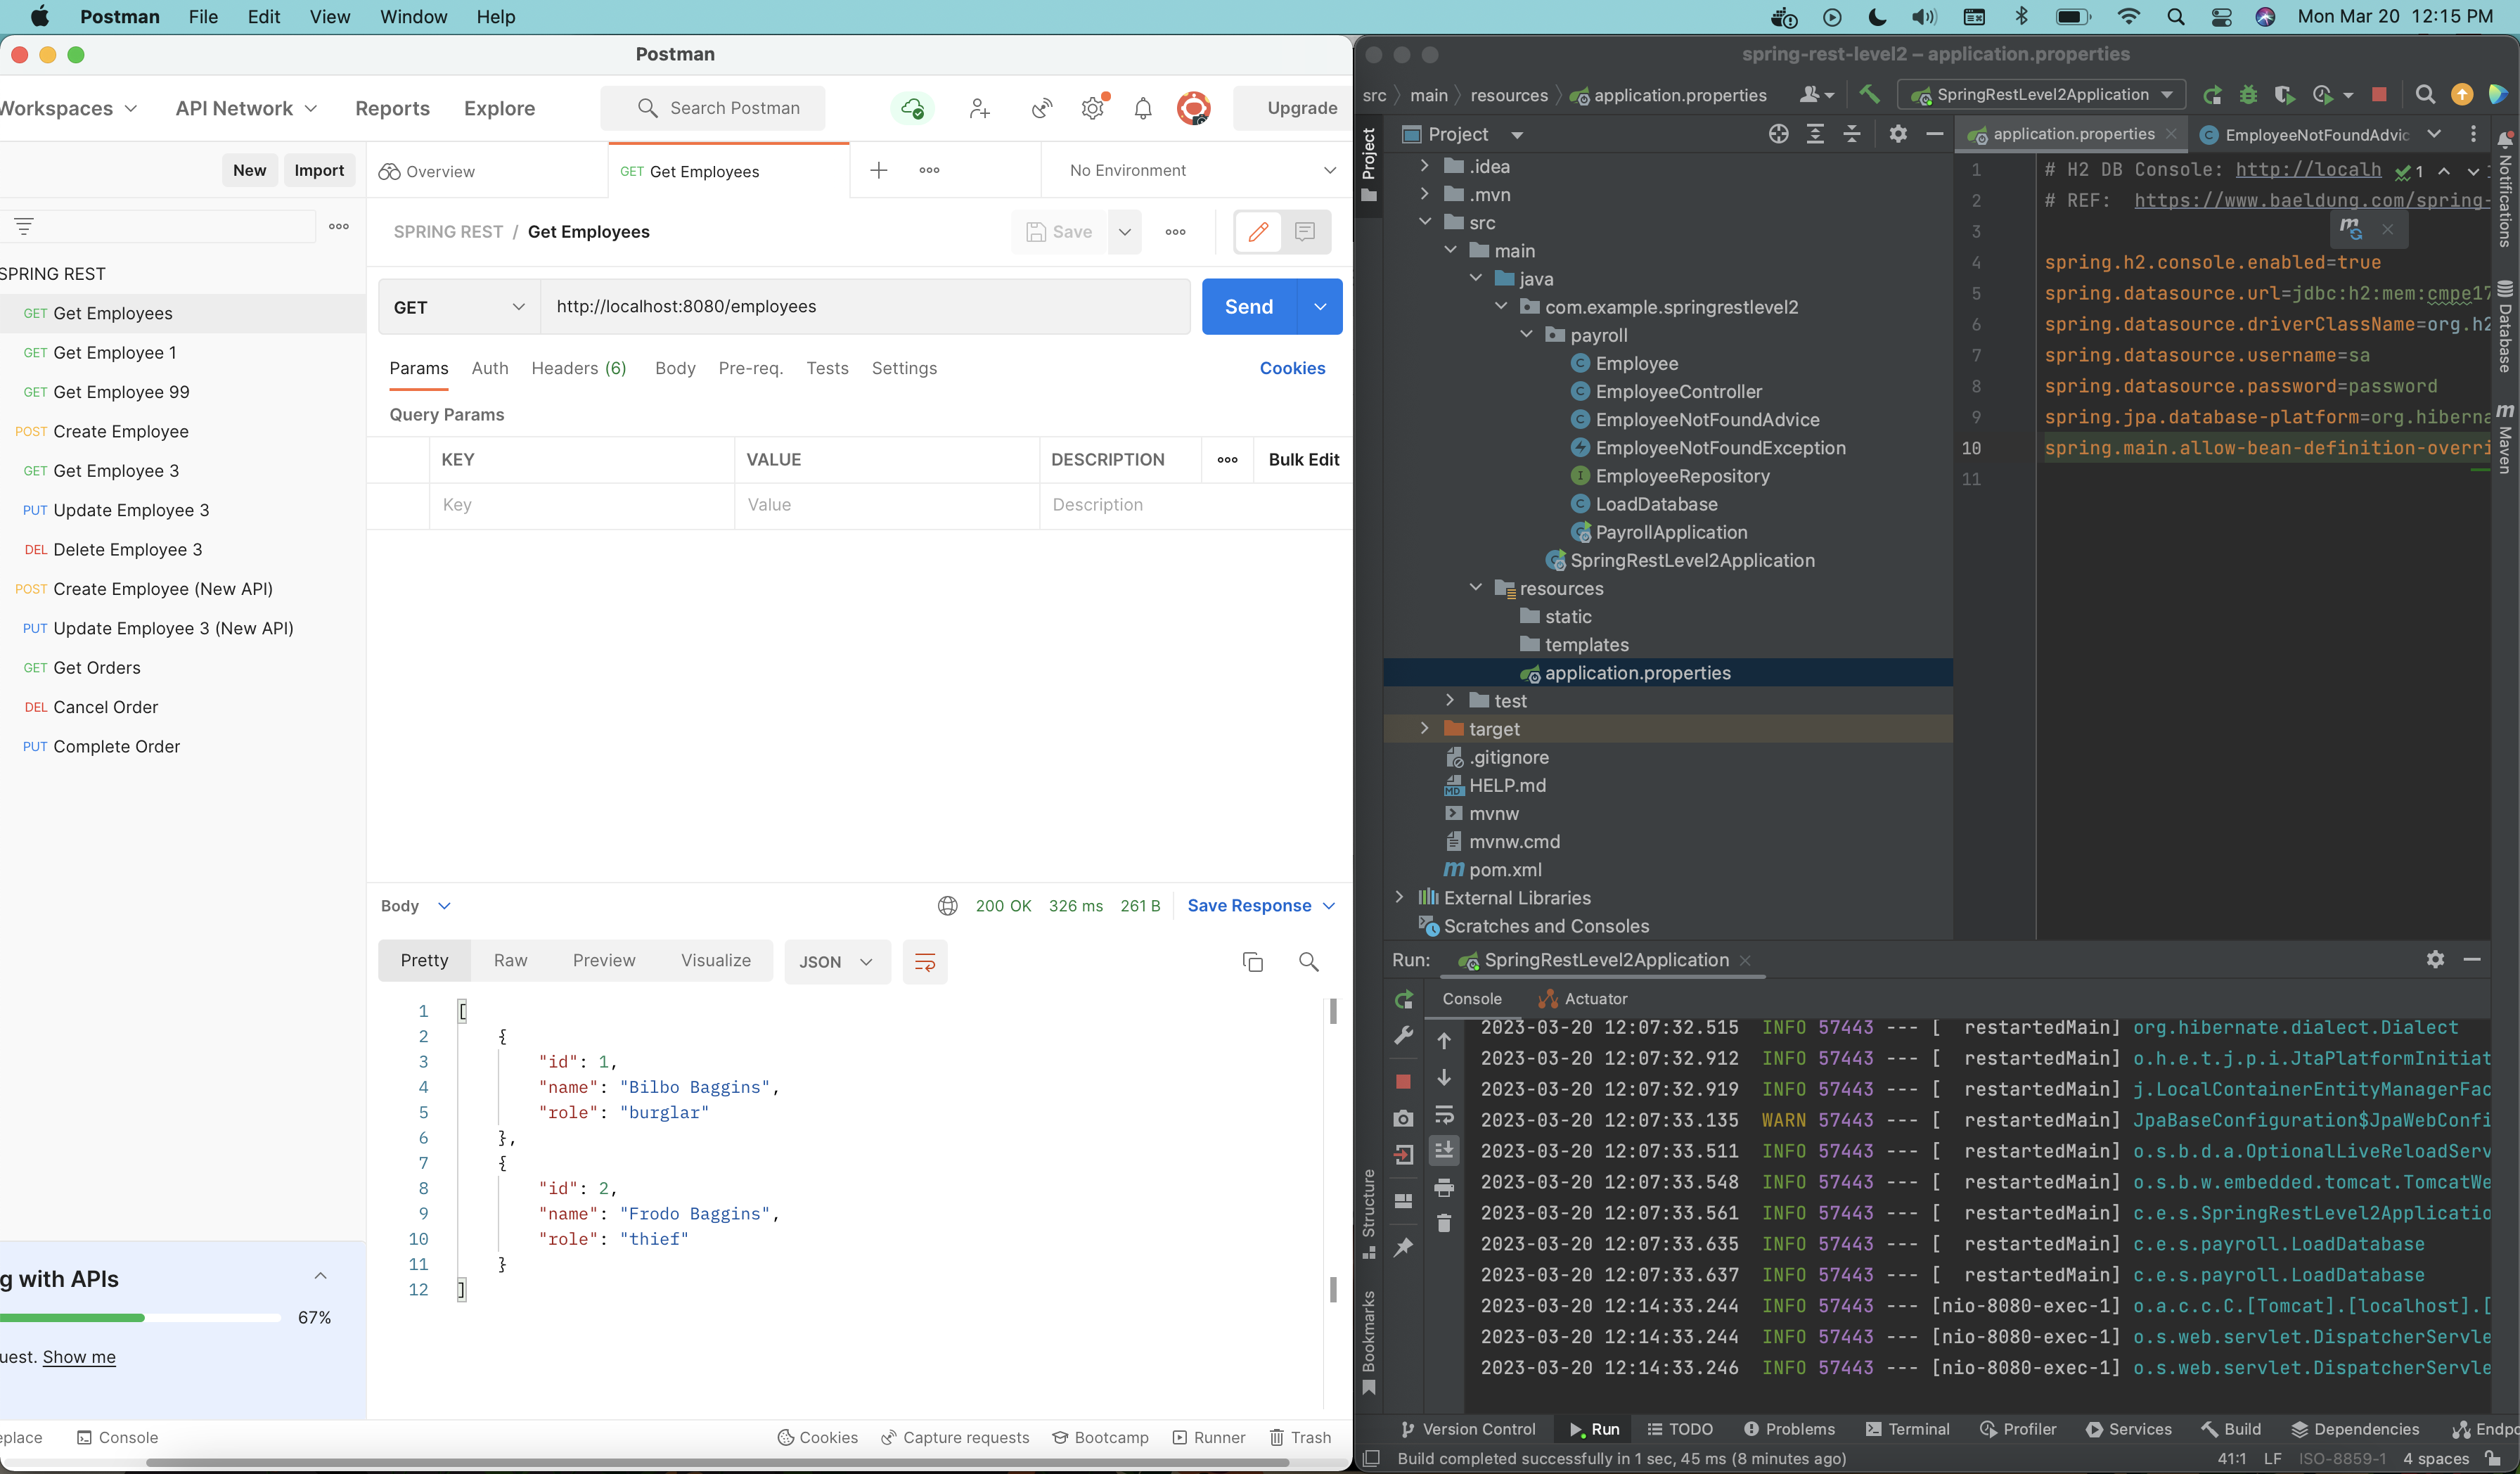 Postman File Edit View Window Help Mon Mar 20 12:15 PM
Postman
Workspaces API Network Reports Explore Search Postman Upgrade
New Import
Overview GET Get Employees No Environment
SPRING REST / Get Employees Save
SPRING REST
GET Get Employees
GET Get Employee 1
GET Get Employee 99
POST Create Employee
GET Get Employee 3
PUT Update Employee 3
DEL Delete Employee 3
POST Create Employee (New API)
PUT Update Employee 3 (New API)
GET Get Orders
DEL Cancel Order
PUT Complete Order
g with APIs
67%
uest. Show me
GET http://localhost:8080/employees Send
Params Auth Headers (6) Body Pre-req. Tests Settings Cookies
Query Params
KEY VALUE DESCRIPTION Bulk Edit
Key Value Description
Body 200 OK 326 ms 261 B Save Response
Pretty Raw Preview Visualize JSON
1 [
2 {
3 "id": 1,
4 "name": "Bilbo Baggins",
5 "role": "burglar"
6 },
7 {
8 "id": 2,
9 "name": "Frodo Baggins",
10 "role": "thief"
11 }
12 ]
eplace Console Cookies Capture requests Bootcamp Runner Trash
spring-rest-level2 – application.properties
src main resources application.properties SpringRestLevel2Application
Project
Project
.idea
.mvn
src
main
java
com.example.springrestlevel2
payroll
Employee
EmployeeController
EmployeeNotFoundAdvice
EmployeeNotFoundException
EmployeeRepository
LoadDatabase
PayrollApplication
SpringRestLevel2Application
resources
static
templates
application.properties
test
target
.gitignore
HELP.md
mvnw
mvnw.cmd
pom.xml
External Libraries
Scratches and Consoles
application.properties EmployeeNotFoundAdvic
1 # H2 DB Console: http://localh 1
2 # REF: https://www.baeldung.com/spring-
3
4 spring.h2.console.enabled=true
5 spring.datasource.url=jdbc:h2:mem:cmpe17
6 spring.datasource.driverClassName=org.h2
7 spring.datasource.username=sa
8 spring.datasource.password=password
9 spring.jpa.database-platform=org.hiberna
10 spring.main.allow-bean-definition-overri
11
Notifications
Database
Maven
Run: SpringRestLevel2Application
Console Actuator
2023-03-20 12:07:32.515 INFO 57443 --- [ restartedMain] org.hibernate.dialect.Dialect
2023-03-20 12:07:32.912 INFO 57443 --- [ restartedMain] o.h.e.t.j.p.i.JtaPlatformInitiat
2023-03-20 12:07:32.919 INFO 57443 --- [ restartedMain] j.LocalContainerEntityManagerFac
2023-03-20 12:07:33.135 WARN 57443 --- [ restartedMain] JpaBaseConfiguration$JpaWebConfi
2023-03-20 12:07:33.511 INFO 57443 --- [ restartedMain] o.s.b.d.a.OptionalLiveReloadServ
2023-03-20 12:07:33.548 INFO 57443 --- [ restartedMain] o.s.b.w.embedded.tomcat.TomcatWe
2023-03-20 12:07:33.561 INFO 57443 --- [ restartedMain] c.e.s.SpringRestLevel2Applicatio
2023-03-20 12:07:33.635 INFO 57443 --- [ restartedMain] c.e.s.payroll.LoadDatabase
2023-03-20 12:07:33.637 INFO 57443 --- [ restartedMain] c.e.s.payroll.LoadDatabase
2023-03-20 12:14:33.244 INFO 57443 --- [nio-8080-exec-1] o.a.c.c.C.[Tomcat].[localhost].[
2023-03-20 12:14:33.244 INFO 57443 --- [nio-8080-exec-1] o.s.web.servlet.DispatcherServle
2023-03-20 12:14:33.246 INFO 57443 --- [nio-8080-exec-1] o.s.web.servlet.DispatcherServle
Structure
Bookmarks
Version Control Run TODO Problems Terminal Profiler Services Build Dependencies Endpo
Build completed successfully in 1 sec, 45 ms (8 minutes ago) 41:1 LF ISO-8859-1 4 spaces